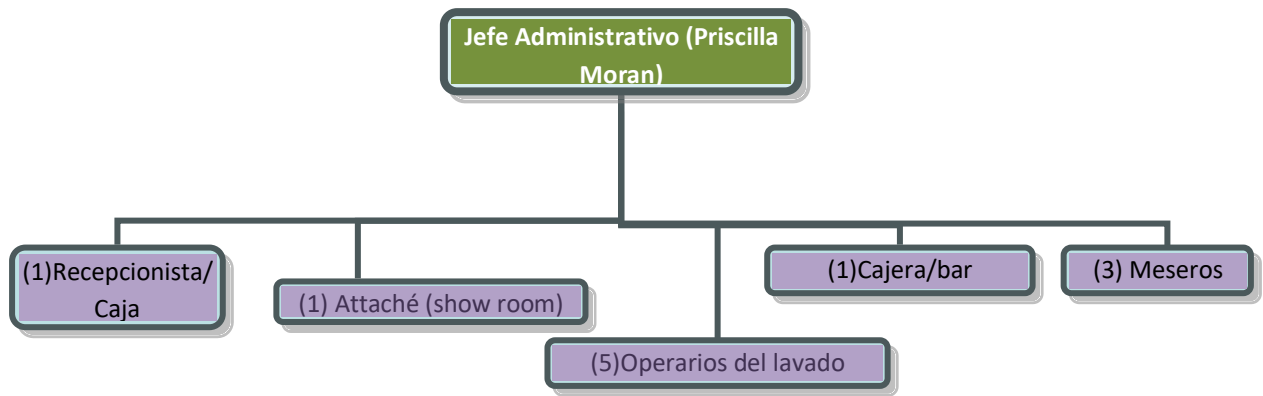 Jefe Administrativo (Priscilla
Moran)
(1)Recepcionista/
Caja
(1) Attaché (show room)
(5)Operarios del lavado
(1)Cajera/bar
(3) Meseros